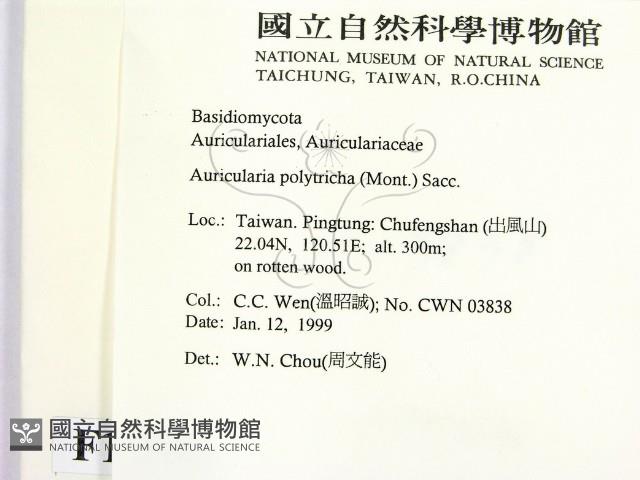 國立自然科學博物館
NATIONAL MUSEUM OF NATURAL SCIENCE
TAICHUNG, TAIWAN, R.O.CHINA
Basidiomycota
Auriculariales, Auriculariaceae
Auricularia polytricha (Mont.) Sacc.
Loc.: Taiwan. Pingtung: Chufengshan (出風山)
22.04N, 120.51E; alt. 300m;
on rotten wood.
Col.: C.C. Wen(溫昭誠); No. CWN 03838
Date: Jan. 12, 1999
Det.: W.N. Chou(周文能)
國立自然科學博物館
NATIONAL MUSEUM OF NATURAL SCIENCE